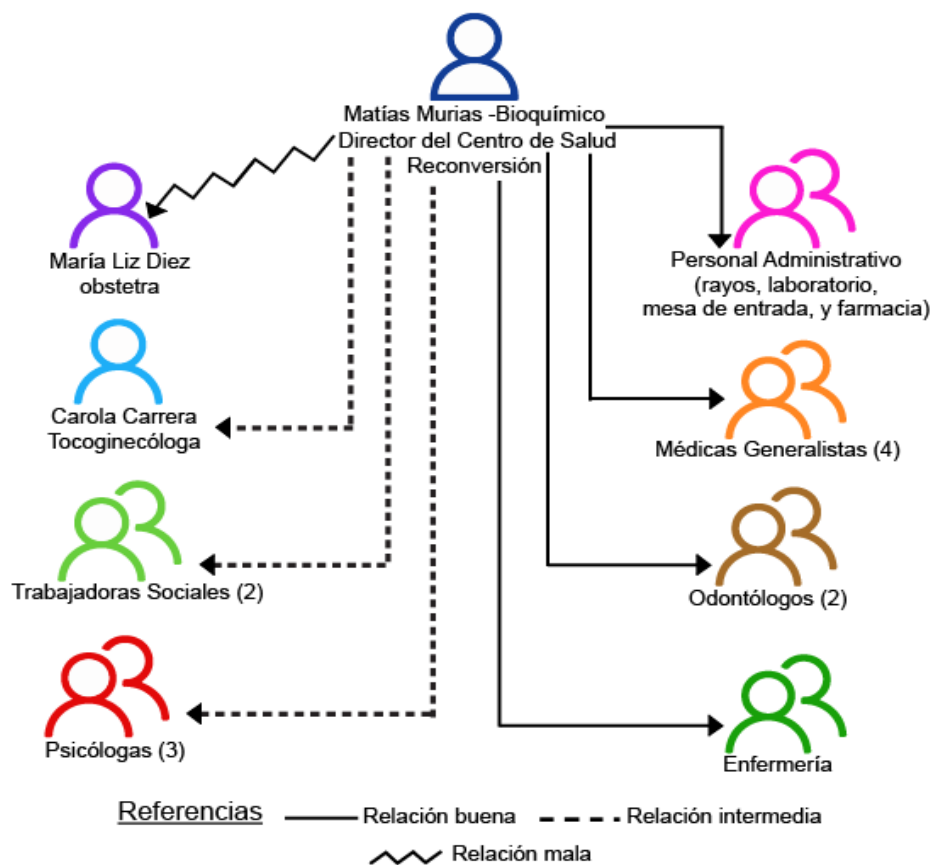 Matías Murias -Bioquímico
Director del Centro de Salud
Reconversión
María Liz Diez
obstetra
Personal Administrativo
(rayos, laboratorio,
mesa de entrada, y farmacia)
Carola Carrera
Tocoginecóloga
Médicas Generalistas (4)
Trabajadoras Sociales (2)
Odontólogos (2)
Psicólogas (3)
Enfermería
Referencias
Relación buena
Relación intermedia
Relación mala